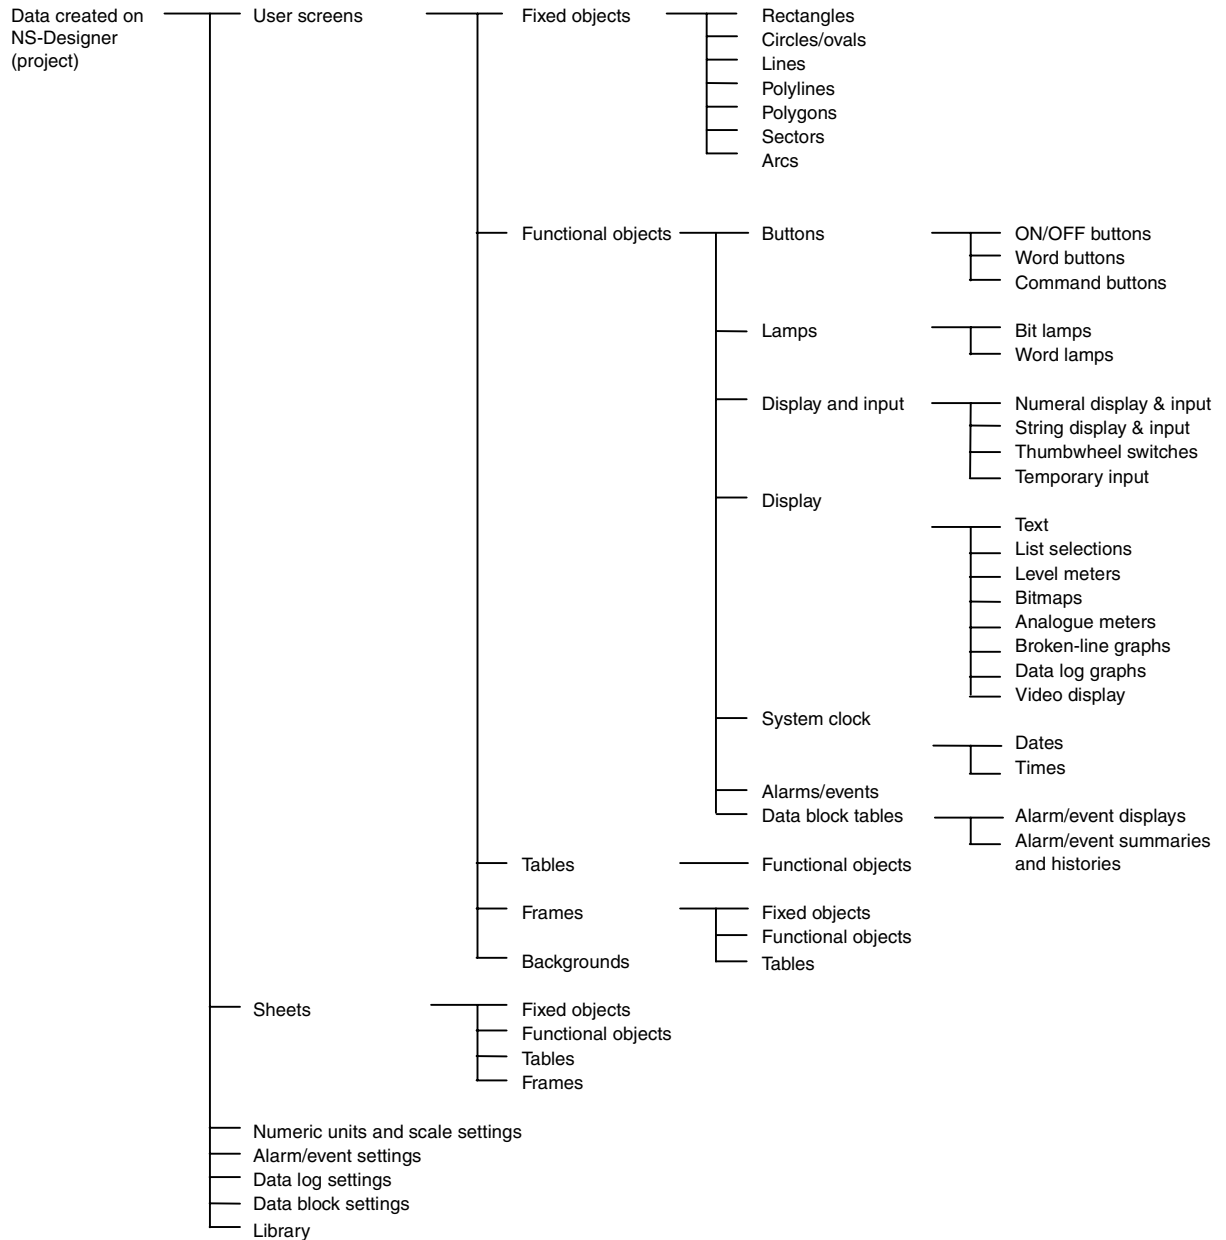 Data created on
NS-Designer
(project)
User screens
Fixed objects
Rectangles
Circles/ovals
Lines
Polylines
Polygons
Sectors
Arcs
Functional objects
Buttons
ON/OFF buttons
Word buttons
Command buttons
Lamps
Bit lamps
Word lamps
Display and input
Numeral display & input
String display & input
Thumbwheel switches
Temporary input
Display
Text
List selections
Level meters
Bitmaps
Analogue meters
Broken-line graphs
Data log graphs
Video display
System clock
Dates
Times
Alarms/events
Data block tables
Alarm/event displays
Alarm/event summaries
and histories
Tables
Functional objects
Frames
Fixed objects
Functional objects
Tables
Backgrounds
Sheets
Fixed objects
Functional objects
Tables
Frames
Numeric units and scale settings
Alarm/event settings
Data log settings
Data block settings
Library